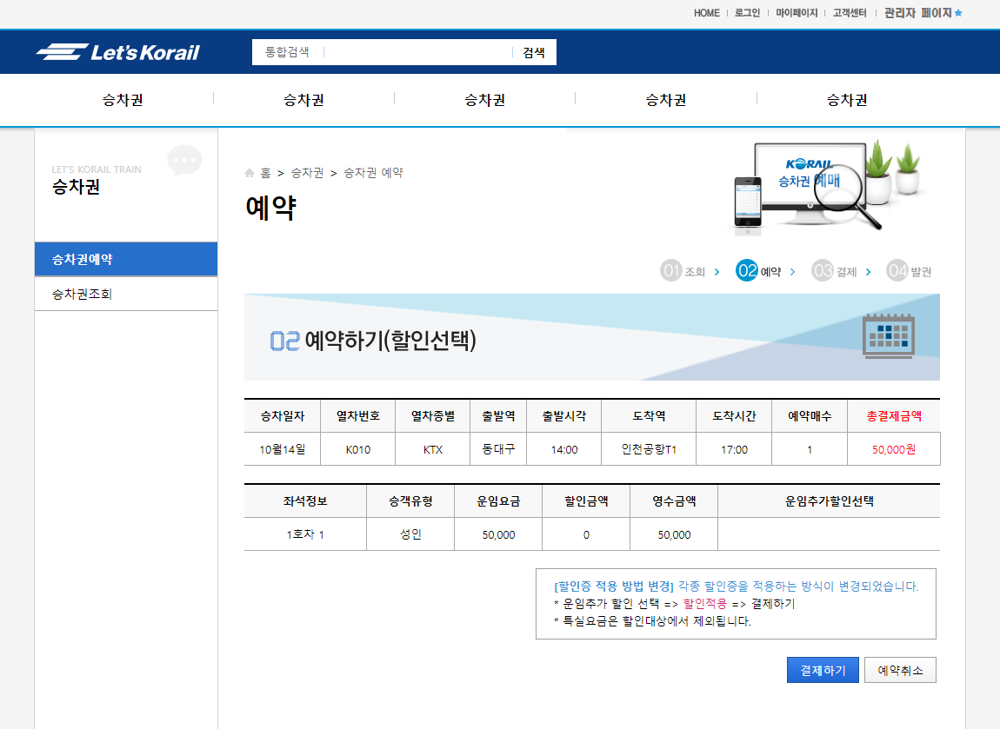 HOME 로그인 마이페이지 고객센터 관리자 페이지
Let's Korail 통합검색 검색
승차권 승차권 승차권 승차권 승차권
LET'S KORAIL TRAIN
승차권
승차권예약
승차권조회
홈 > 승차권 > 승차권 예약
예약
KORAIL
승차권 예매
01 조회 02 예약 03 결제 04 발권
02 예약하기(할인선택)
승차일자 열차번호 열차종별 출발역 출발시각 도착역 도착시간 예약매수 총결제금액
10월14일 K010 KTX 동대구 14:00 인천공항T1 17:00 1 50,000원
좌석정보 승객유형 운임요금 할인금액 영수금액 운임추가할인선택
1호차 1 성인 50,000 0 50,000
[할인증 적용 방법 변경] 각종 할인증을 적용하는 방식이 변경되었습니다.
* 운임추가 할인 선택 => 할인적용 => 결제하기
* 특실요금은 할인대상에서 제외됩니다.
결제하기 예약취소